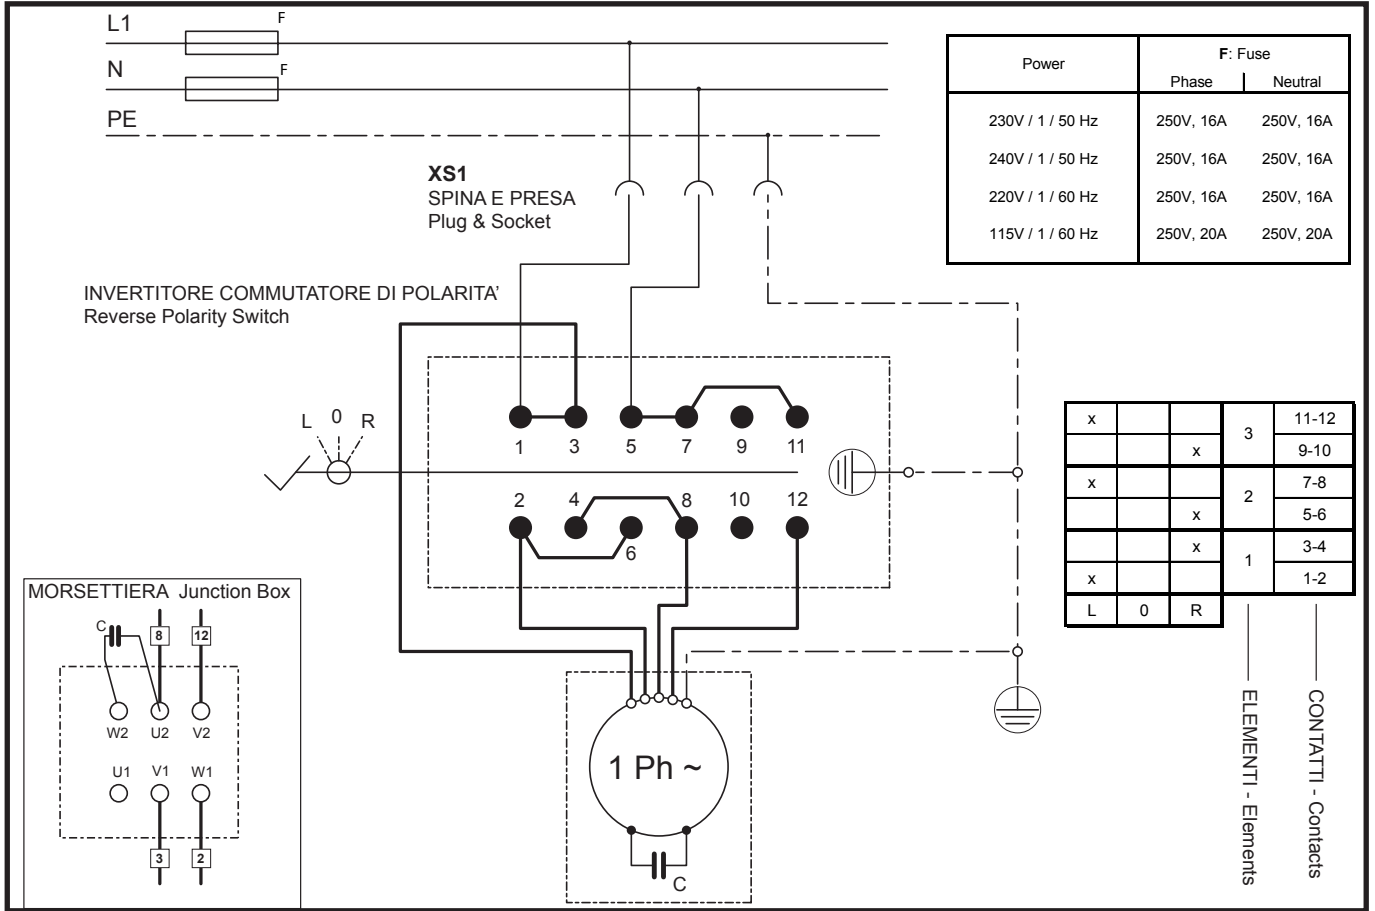 L1
F
N
F
PE
Power
F: Fuse
Phase
Neutral
230V / 1 / 50 Hz
250V, 16A
250V, 16A
240V / 1 / 50 Hz
250V, 16A
250V, 16A
220V / 1 / 60 Hz
250V, 16A
250V, 16A
115V / 1 / 60 Hz
250V, 20A
250V, 20A
XS1
SPINA E PRESA
Plug & Socket
INVERTITORE COMMUTATORE DI POLARITA'
Reverse Polarity Switch
L 0 R
1 3 5 7 9 11
2 4 8 10 12
6
x 3 11-12
x 9-10
x 2 7-8
x 5-6
x 1 3-4
x 1-2
L 0 R
ELEMENTI - Elements
CONTATTI - Contacts
MORSETTIERA Junction Box
C 8 12
W2 U2 V2
U1 V1 W1
3 2
1 Ph ~
C